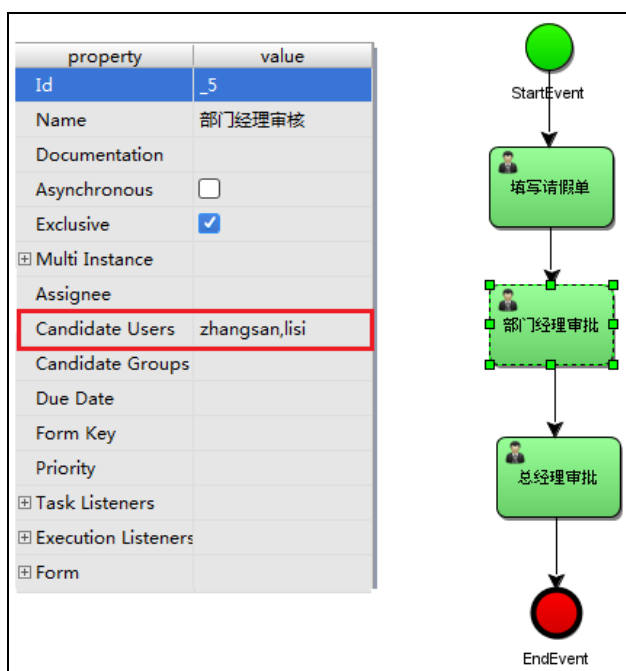 property value
Id _5
Name 部门经理审核
Documentation
Asynchronous
Exclusive
Multi Instance
Assignee
Candidate Users zhangsan,lisi
Candidate Groups
Due Date
Form Key
Priority
Task Listeners
Execution Listeners
Form
StartEvent
填写请假单
部门经理审批
总经理审批
EndEvent